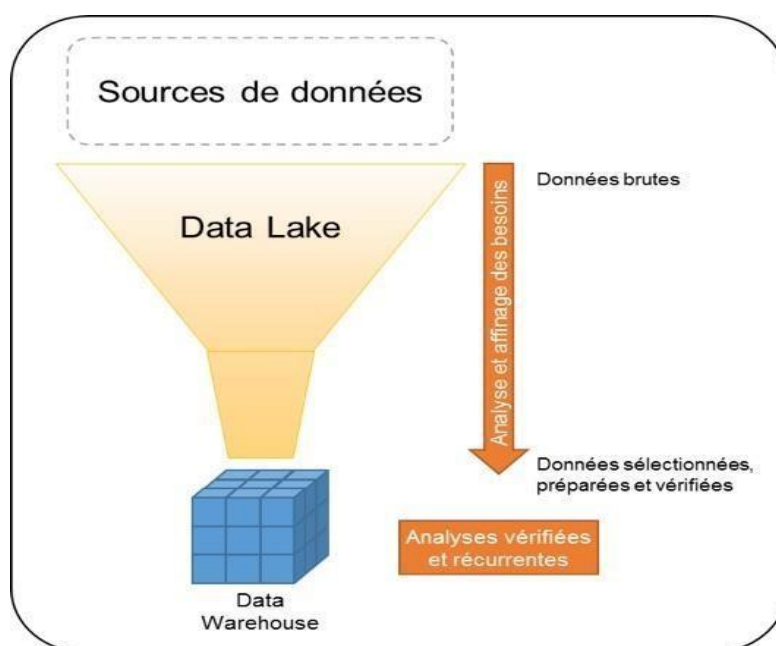 Sources de données
Data Lake
Données brutes
Analyse et affinage des besoins
Données sélectionnées,
préparées et vérifiées
Analyses vérifiées
et récurrentes
Data
Warehouse